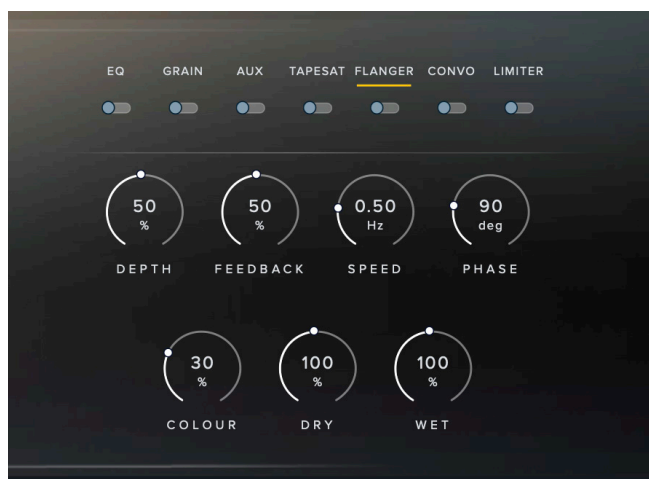 EQ GRAIN AUX TAPESAT FLANGER CONVO LIMITER
50 50 0.50 90
% % Hz deg
DEPTH FEEDBACK SPEED PHASE
30 100 100
% % %
COLOUR DRY WET